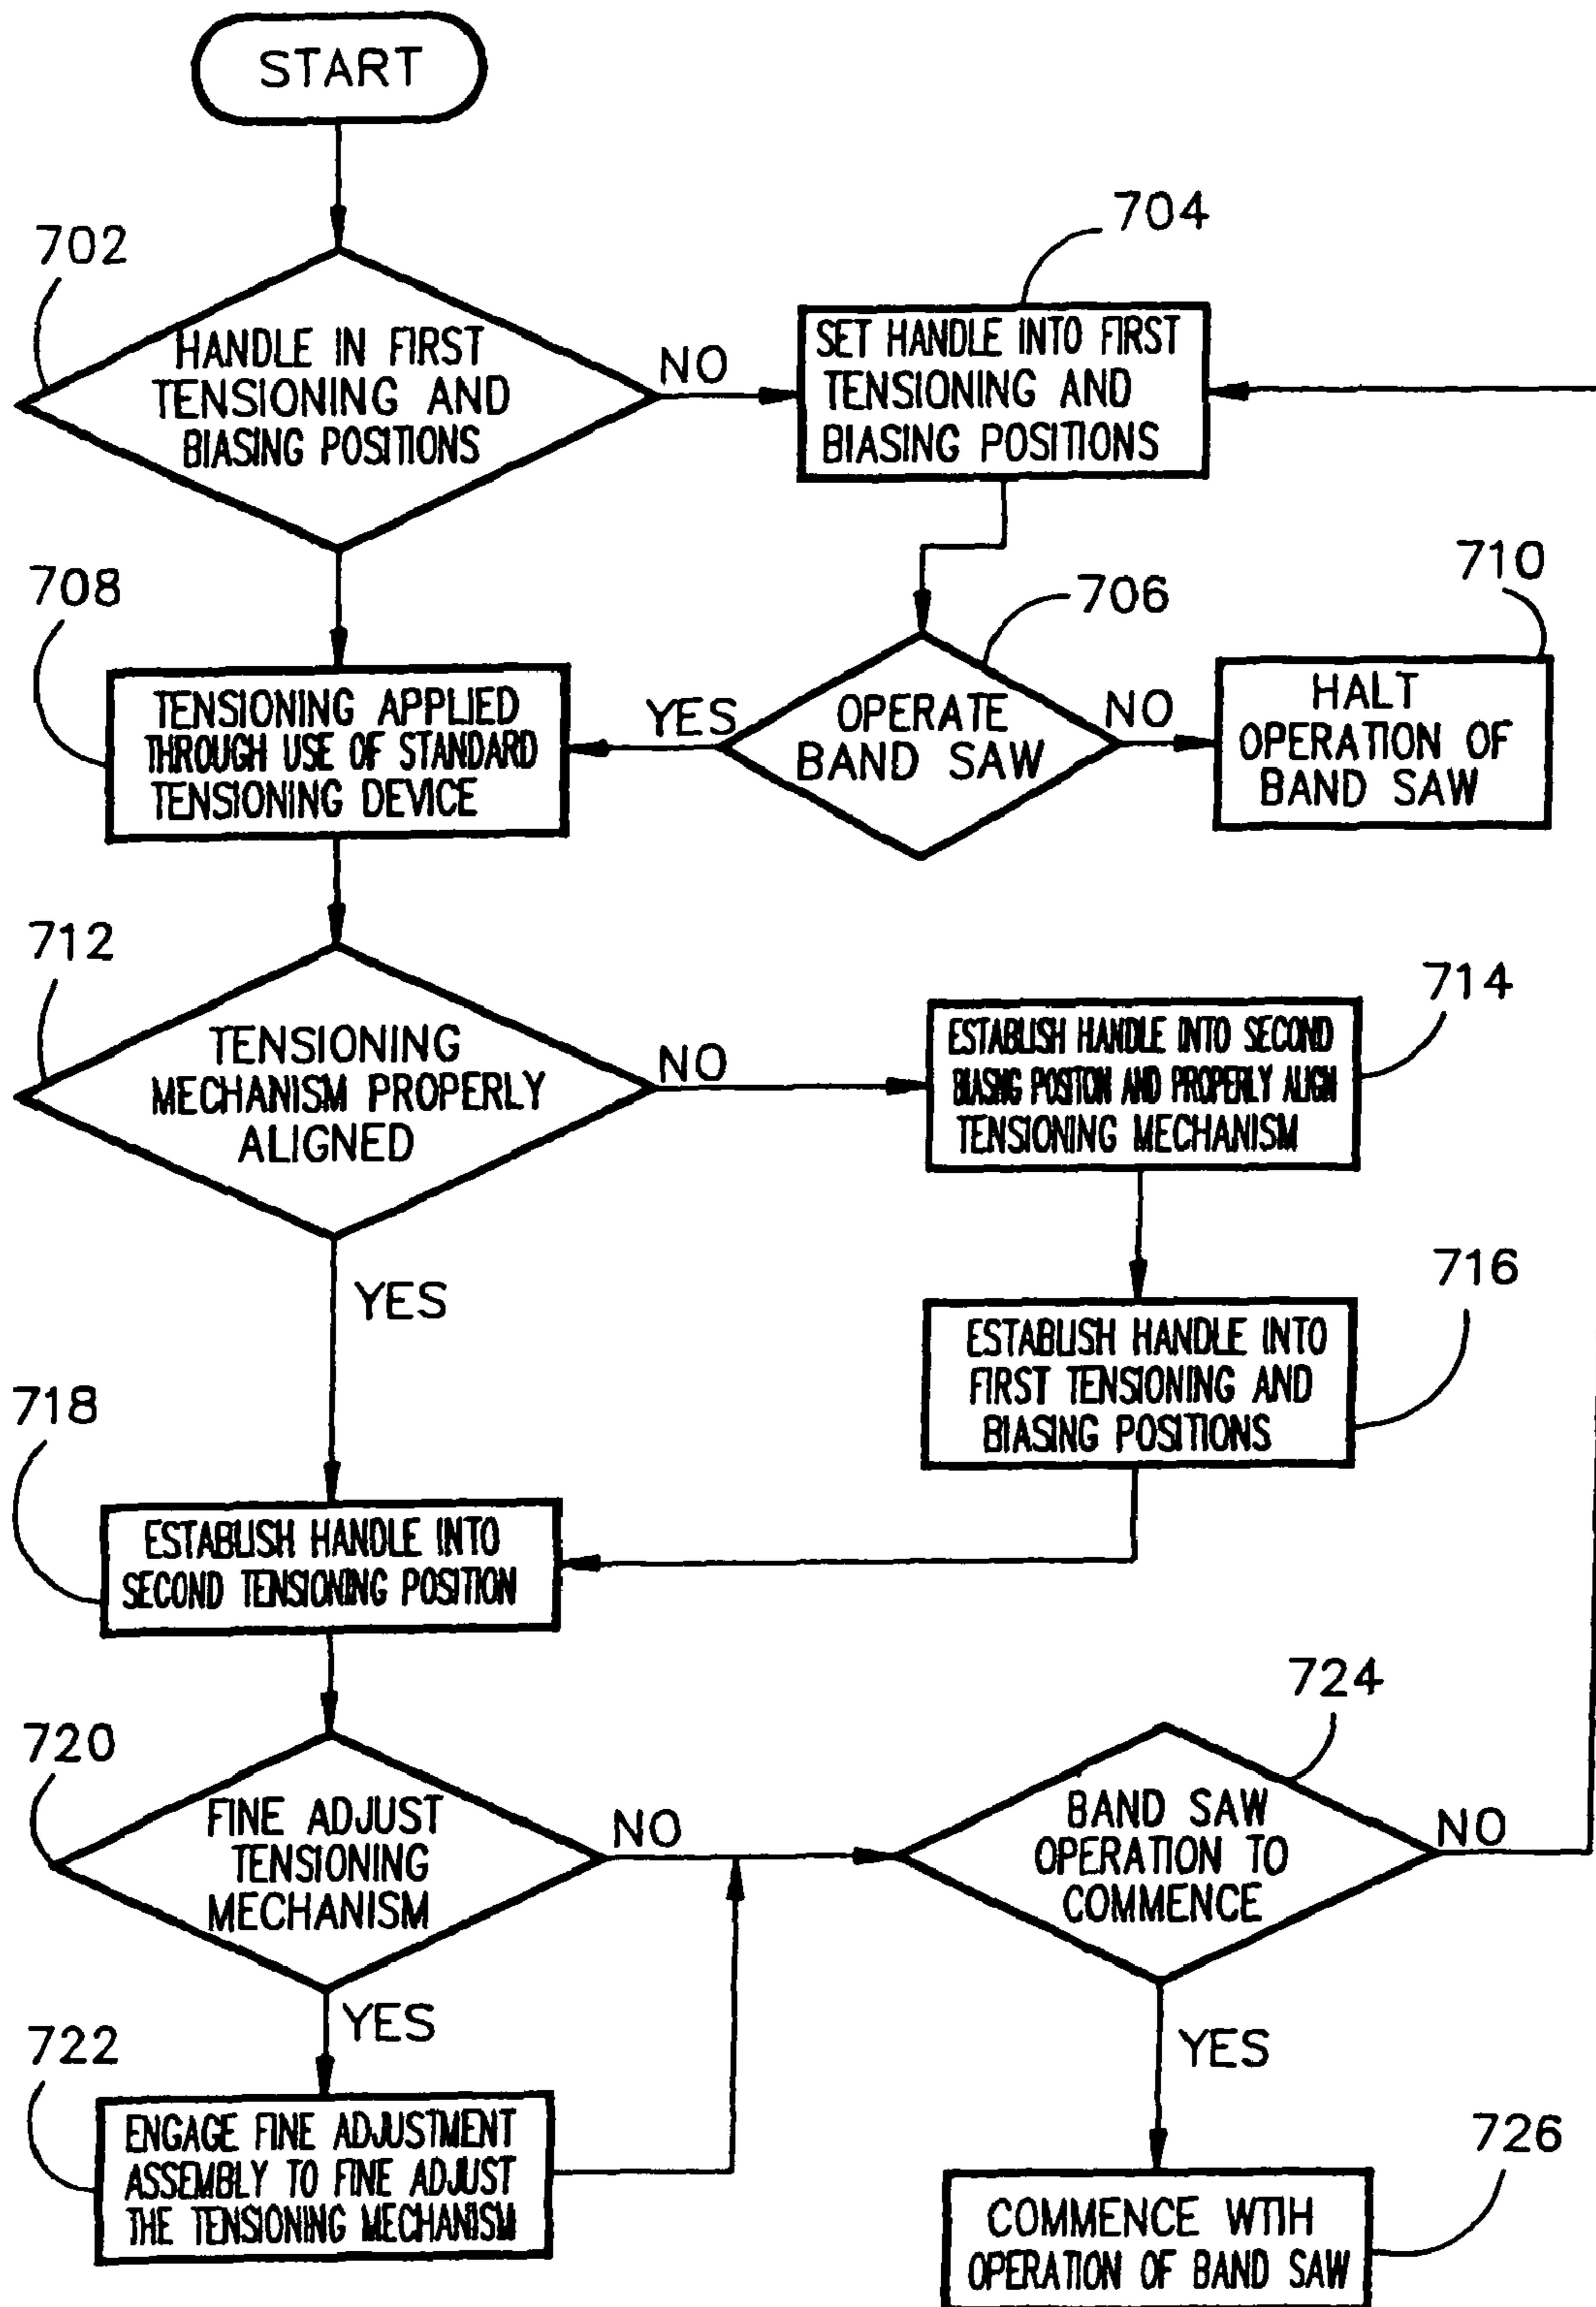 START
702
HANDLE IN FIRST
TENSIONING AND
BIASING POSITIONS
NO
704
SET HANDLE INTO FIRST
TENSIONING AND
BIASING POSITIONS
708
TENSIONING APPLIED
THROUGH USE OF STANDARD
TENSIONING DEVICE
YES
706
OPERATE
BAND SAW
NO
710
HALT
OPERATION OF
BAND SAW
712
TENSIONING
MECHANISM PROPERLY
ALIGNED
NO
714
ESTABLISH HANDLE INTO SECOND
BIASING POSITON AND PROPERLY ALIGN
TENSIONING MECHANISM
YES
716
ESTABLISH HANDLE INTO
FIRST TENSIONING AND
BIASING POSITIONS
718
ESTABLISH HANDLE INTO
SECOND TENSIONING POSITION
720
FINE ADJUST
TENSIONING
MECHANISM
NO
724
BAND SAW
OPERATION TO
COMMENCE
NO
YES
722
ENGAGE FINE ADJUSTMENT
ASSEMBLY TO FINE ADJUST
THE TENSIONING MECHANISM
YES
726
COMMENCE WTIH
OPERATION OF BAND SAW